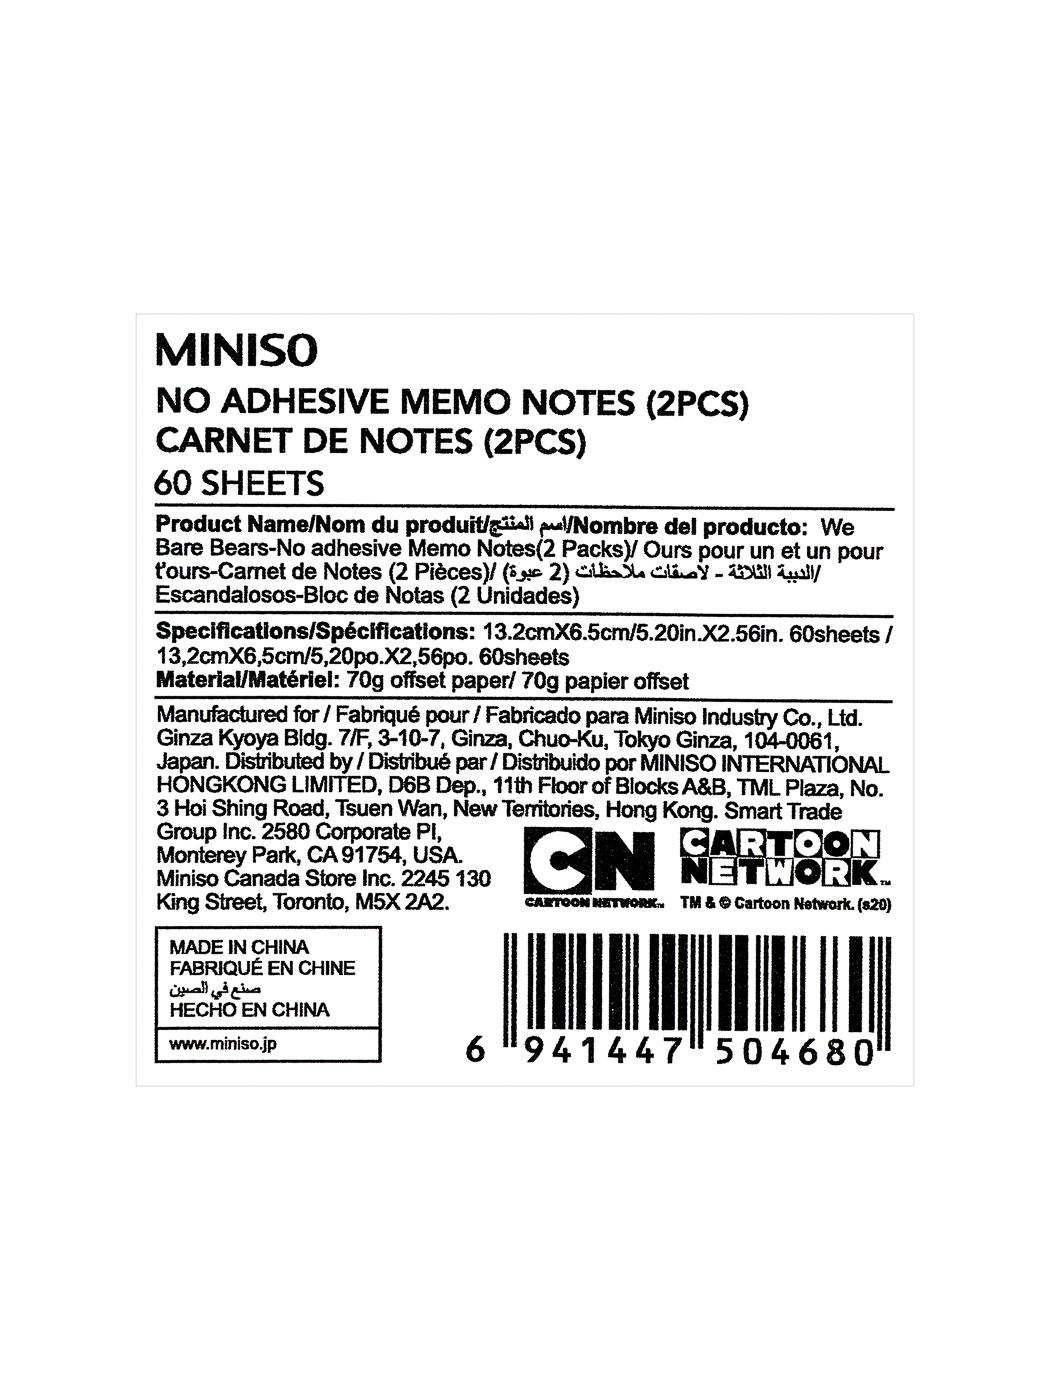 MINISO
NO ADHESIVE MEMO NOTES (2PCS)
CARNET DE NOTES (2PCS)
60 SHEETS
Product Name/Nom du produit/اسم المنتج/Nombre del producto: We
Bare Bears-No adhesive Memo Notes(2 Packs)/ Ours pour un et un pour
t'ours-Carnet de Notes (2 Pièces)/ الدببة الثلاثة - لاصقات ملاحظات (2 عبوة)/
Escandalosos-Bloc de Notas (2 Unidades)
Specifications/Spécifications: 13.2cmX6.5cm/5.20in.X2.56in. 60sheets /
13,2cmX6,5cm/5,20po.X2,56po. 60sheets
Material/Matériel: 70g offset paper/ 70g papier offset
Manufactured for / Fabriqué pour / Fabricado para Miniso Industry Co., Ltd.
Ginza Kyoya Bldg. 7/F, 3-10-7, Ginza, Chuo-Ku, Tokyo Ginza, 104-0061,
Japan. Distributed by / Distribué par / Distribuido por MINISO INTERNATIONAL
HONGKONG LIMITED, D6B Dep., 11th Floor of Blocks A&B, TML Plaza, No.
3 Hoi Shing Road, Tsuen Wan, New Territories, Hong Kong. Smart Trade
Group Inc. 2580 Corporate Pl,
Monterey Park, CA 91754, USA.
Miniso Canada Store Inc. 2245 130
King Street, Toronto, M5X 2A2.
CN
CARTOON NETWORK™
CARTOON
NETWORK™
TM & © Cartoon Network. (s20)
MADE IN CHINA
FABRIQUÉ EN CHINE
صنع في الصين
HECHO EN CHINA
www.miniso.jp
6 941447 504680